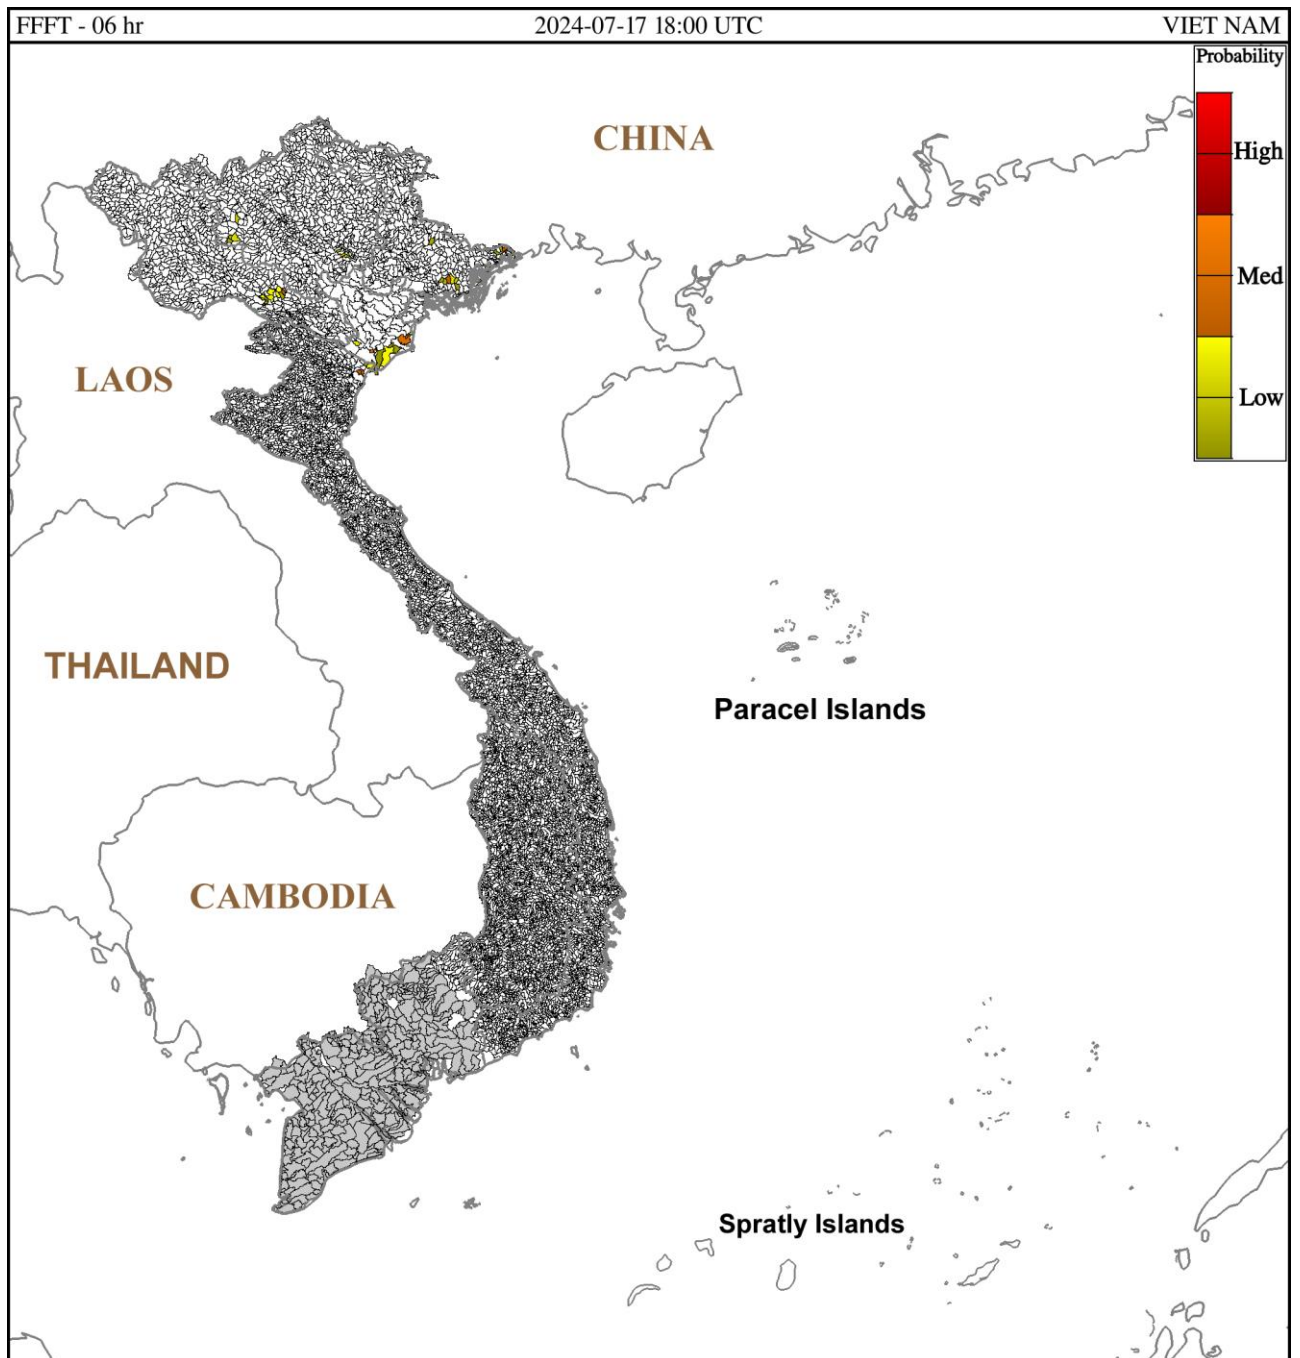 FFFT - 06 hr 2024-07-17 18:00 UTC VIET NAM
Probability
CHINA
High
Med
LAOS
Low
THAILAND
Paracel Islands
CAMBODIA
Spratly Islands